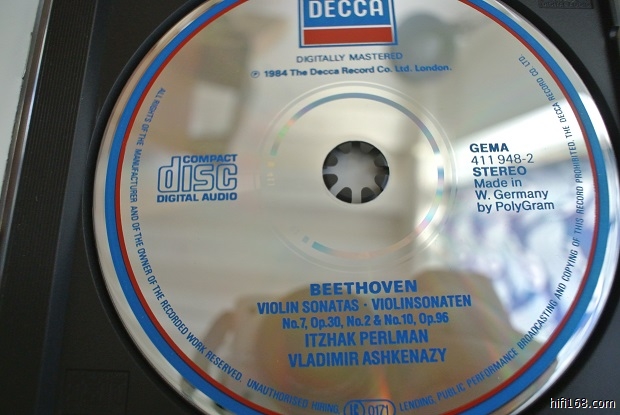 DECCA
DIGITALLY MASTERED
℗ 1984 The Decca Record Co. Ltd. London.
COMPACT
disc
DIGITAL AUDIO
GEMA
411 948-2
STEREO
Made in
W. Germany
by PolyGram
BEETHOVEN
VIOLIN SONATAS · VIOLINSONATEN
No.7, Op.30, No.2 & No.10, Op.96
ITZHAK PERLMAN
VLADIMIR ASHKENAZY
ALL RIGHTS OF THE MANUFACTURER AND OF THE OWNER OF THE RECORDED WORK RESERVED. UNAUTHORISED HIRING, LENDING, PUBLIC PERFORMANCE BROADCASTING AND COPYING OF THIS RECORD PROHIBITED. THE DECCA RECORD CO. LTD.
0171
hifi168.com